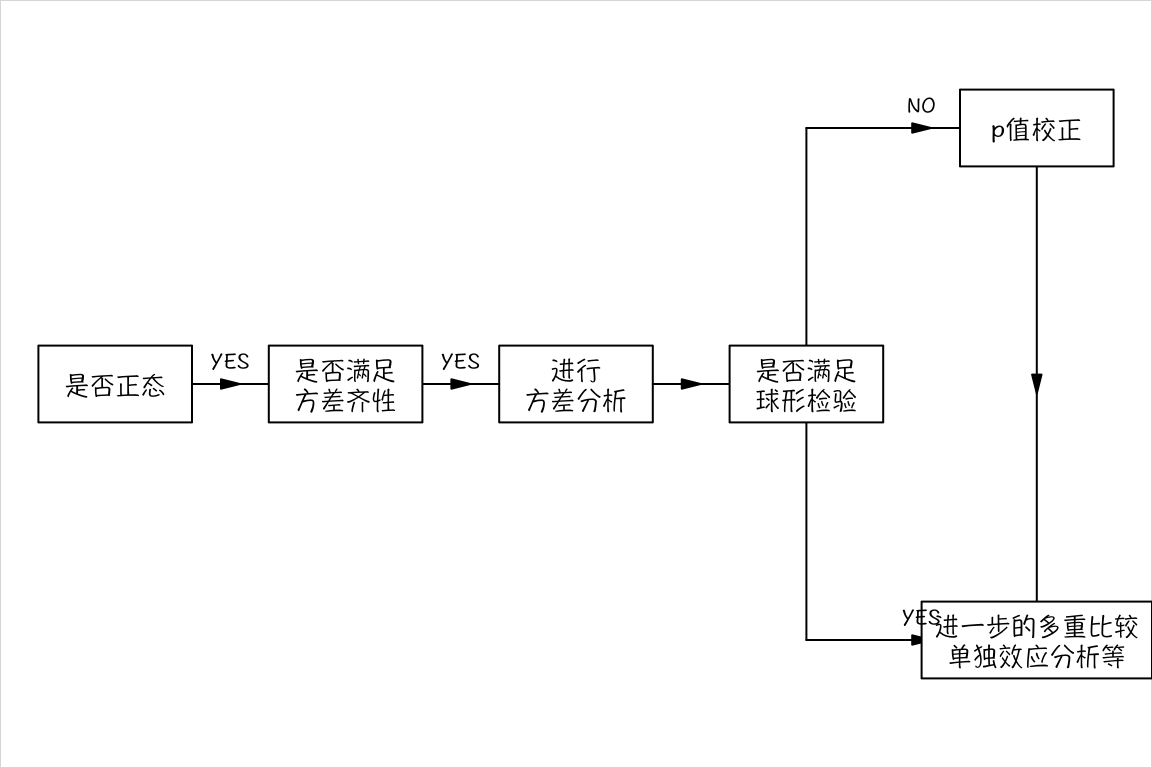 NO
p值校正
是否正态
YES
是否满足
方差齐性
YES
进行
方差分析
是否满足
球形检验
YES
进一步的多重比较
单独效应分析等